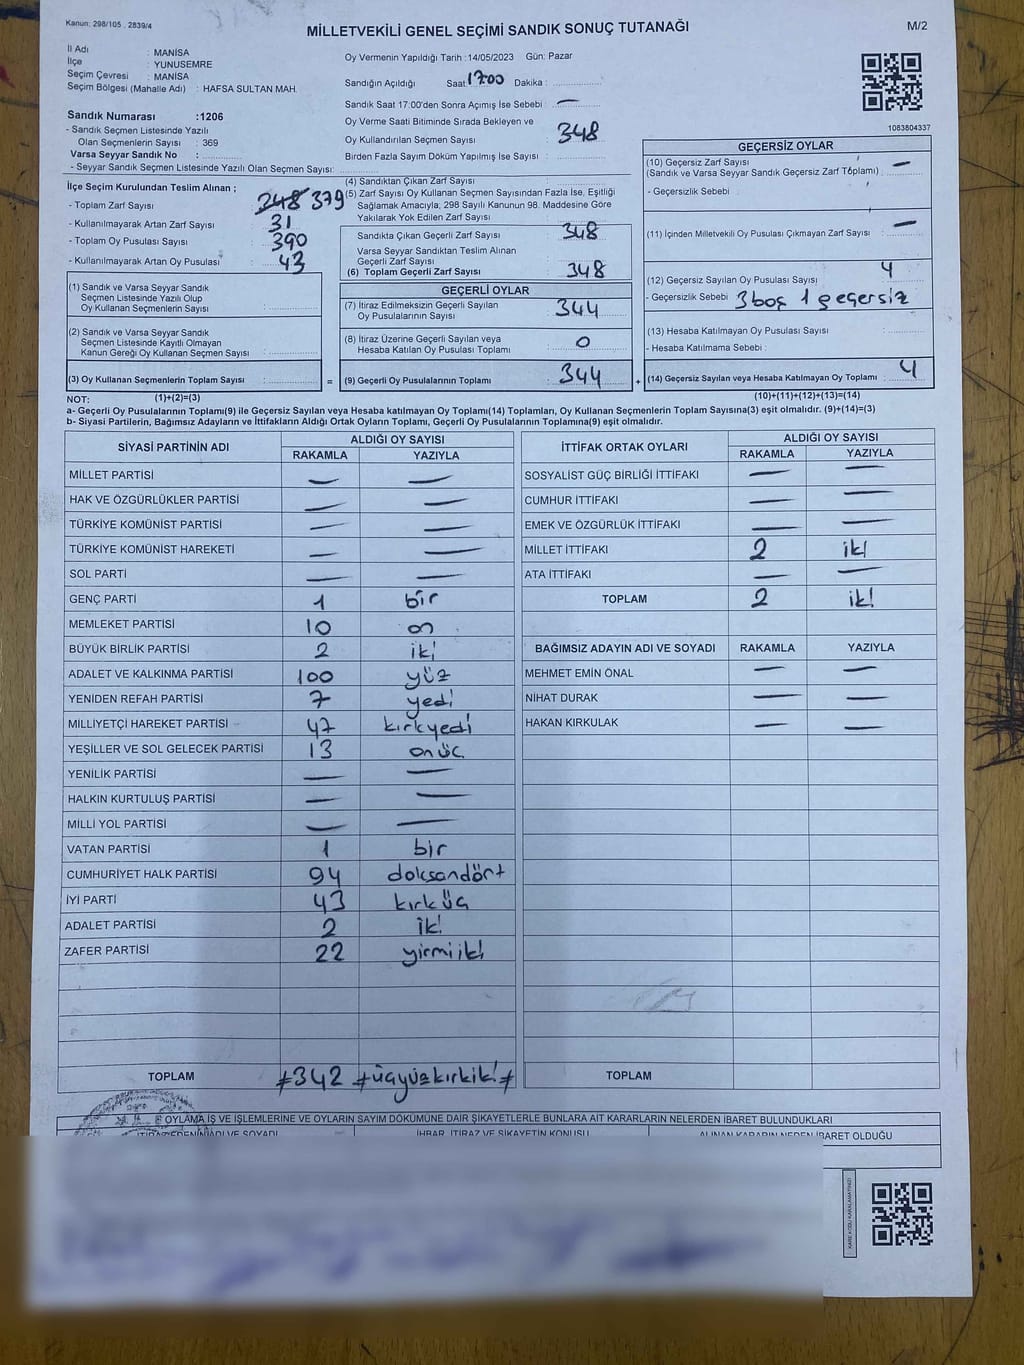 Kanun: 298/105 , 2839/4
MİLLETVEKİLİ GENEL SEÇİMİ SANDIK SONUÇ TUTANAĞI
M/2
İl Adı : MANİSA
İlçe : YUNUSEMRE
Seçim Çevresi : MANİSA
Seçim Bölgesi (Mahalle Adı) : HAFSA SULTAN MAH.
Sandık Numarası :1206
- Sandık Seçmen Listesinde Yazılı
Olan Seçmenlerin Sayısı : 369
Varsa Seyyar Sandık No :
- Seyyar Sandık Seçmen Listesinde Yazılı Olan Seçmen Sayısı:
Oy Vermenin Yapıldığı Tarih : 14/05/2023 Gün: Pazar
Sandığın Açıldığı Saat 17:00 Dakika :
Sandık Saat 17:00'den Sonra Açımış İse Sebebi : —
Oy Verme Saati Bitiminde Sırada Bekleyen ve
Oy Kullandırılan Seçmen Sayısı : 348
Birden Fazla Sayım Döküm Yapılmış İse Sayısı :
1083804337
İlçe Seçim Kurulundan Teslim Alınan ;
- Toplam Zarf Sayısı : 348 379
- Kullanılmayarak Artan Zarf Sayısı : 31
- Toplam Oy Pusulası Sayısı : 390
- Kullanılmayarak Artan Oy Pusulası : 43
(4) Sandıktan Çıkan Zarf Sayısı :
(5) Zarf Sayısı Oy Kullanan Seçmen Sayısından Fazla İse, Eşitliği
Sağlamak Amacıyla, 298 Sayılı Kanunun 98. Maddesine Göre
Yakılarak Yok Edilen Zarf Sayısı :
Sandıkta Çıkan Geçerli Zarf Sayısı : 348
Varsa Seyyar Sandıktan Teslim Alınan
Geçerli Zarf Sayısı :
(6) Toplam Geçerli Zarf Sayısı : 348
GEÇERSİZ OYLAR
(10) Geçersiz Zarf Sayısı : —
(Sandık ve Varsa Seyyar Sandık Geçersiz Zarf Toplamı)
- Geçersizlik Sebebi :
(11) İçinden Milletvekili Oy Pusulası Çıkmayan Zarf Sayısı : —
(12) Geçersiz Sayılan Oy Pusulası Sayısı : 4
- Geçersizlik Sebebi : 3 boş 1 geçersiz
(13) Hesaba Katılmayan Oy Pusulası Sayısı :
- Hesaba Katılmama Sebebi :
(14) Geçersiz Sayılan veya Hesaba Katılmayan Oy Toplamı : 4
(1) Sandık ve Varsa Seyyar Sandık
Seçmen Listesinde Yazılı Olup
Oy Kullanan Seçmenlerin Sayısı :
(2) Sandık ve Varsa Seyyar Sandık
Seçmen Listesinde Kayıtlı Olmayan
Kanun Gereği Oy Kullanan Seçmen Sayısı :
(3) Oy Kullanan Seçmenlerin Toplam Sayısı : =
GEÇERLİ OYLAR
(7) İtiraz Edilmeksizin Geçerli Sayılan
Oy Pusulalarının Sayısı : 344
(8) İtiraz Üzerine Geçerli Sayılan veya
Hesaba Katılan Oy Pusulası Toplamı : 0
(9) Geçerli Oy Pusulalarının Toplamı : 344 +
NOT: (1)+(2)=(3)
(10)+(11)+(12)+(13)=(14)
a- Geçerli Oy Pusulalarının Toplamı(9) ile Geçersiz Sayılan veya Hesaba katılmayan Oy Toplamı(14) Toplamları, Oy Kullanan Seçmenlerin Toplam Sayısına(3) eşit olmalıdır. (9)+(14)=(3)
b- Siyasi Partilerin, Bağımsız Adayların ve İttifakların Aldığı Ortak Oyların Toplamı, Geçerli Oy Pusulalarının Toplamına(9) eşit olmalıdır.
SİYASİ PARTİNİN ADI ALDIĞI OY SAYISI
RAKAMLA YAZIYLA
MİLLET PARTİSİ — —
HAK VE ÖZGÜRLÜKLER PARTİSİ — —
TÜRKİYE KOMÜNİST PARTİSİ — —
TÜRKİYE KOMÜNİST HAREKETİ — —
SOL PARTİ — —
GENÇ PARTİ 1 bir
MEMLEKET PARTİSİ 10 on
BÜYÜK BİRLİK PARTİSİ 2 iki
ADALET VE KALKINMA PARTİSİ 100 yüz
YENİDEN REFAH PARTİSİ 7 yedi
MİLLİYETÇİ HAREKET PARTİSİ 47 kırkyedi
YEŞİLLER VE SOL GELECEK PARTİSİ 13 onüç
YENİLİK PARTİSİ — —
HALKIN KURTULUŞ PARTİSİ — —
MİLLİ YOL PARTİSİ — —
VATAN PARTİSİ 1 bir
CUMHURİYET HALK PARTİSİ 94 doksandört
İYİ PARTİ 43 kırküç
ADALET PARTİSİ 2 iki
ZAFER PARTİSİ 22 yirmiiki
TOPLAM #342 #üçyüzkırkiki#
İTTİFAK ORTAK OYLARI ALDIĞI OY SAYISI
RAKAMLA YAZIYLA
SOSYALİST GÜÇ BİRLİĞİ İTTİFAKI — —
CUMHUR İTTİFAKI — —
EMEK VE ÖZGÜRLÜK İTTİFAKI — —
MİLLET İTTİFAKI 2 iki
ATA İTTİFAKI — —
TOPLAM 2 iki
BAĞIMSIZ ADAYIN ADI VE SOYADI RAKAMLA YAZIYLA
MEHMET EMİN ÖNAL — —
NİHAT DURAK — —
HAKAN KIRKULAK — —
TOPLAM
OYLAMA İŞ VE İŞLEMLERİNE VE OYLARIN SAYIM DÖKÜMÜNE DAİR ŞİKAYETLERLE BUNLARA AİT KARARLARIN NELERDEN İBARET BULUNDUKLARI
İTİRAZ EDENİN ADI VE SOYADI İHBAR, İTİRAZ VE ŞİKAYETİN KONUSU ALINAN KARARIN NEDEN İBARET OLDUĞU
KARE KODU KARALAMAYINIZ!